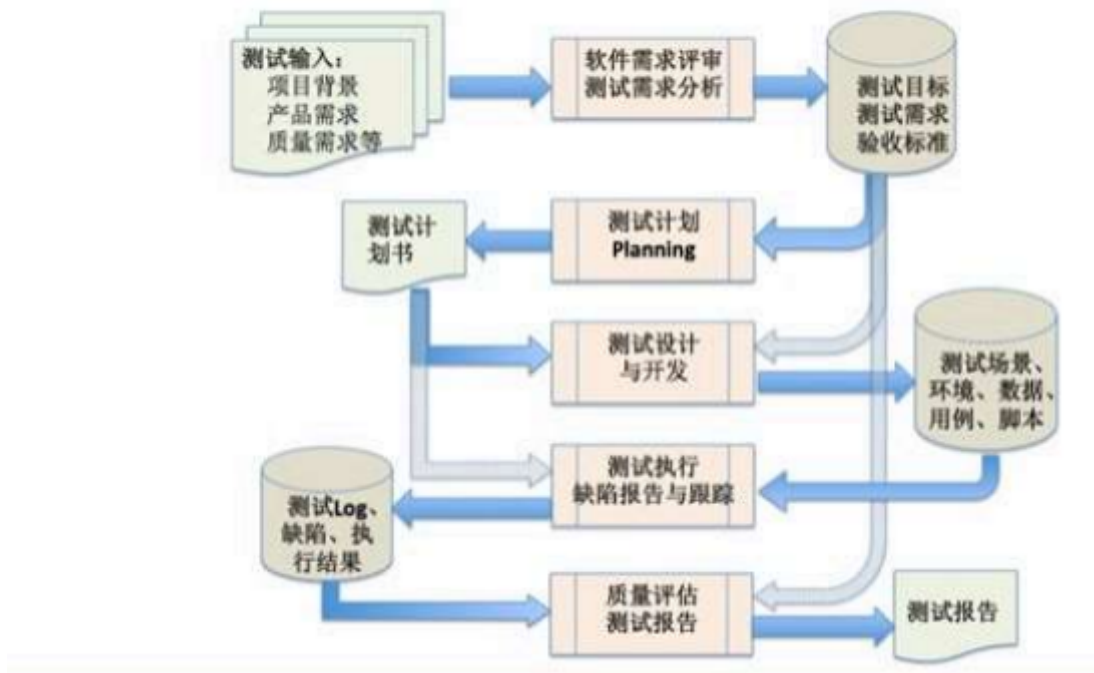 测试输入：
项目背景
产品需求
质量需求等
软件需求评审
测试需求分析
测试目标
测试需求
验收标准
测试计
划书
测试计划
Planning
测试设计
与开发
测试场景、
环境、数据、
用例、脚本
测试执行
缺陷报告与跟踪
测试Log、
缺陷、执
行结果
质量评估
测试报告
测试报告